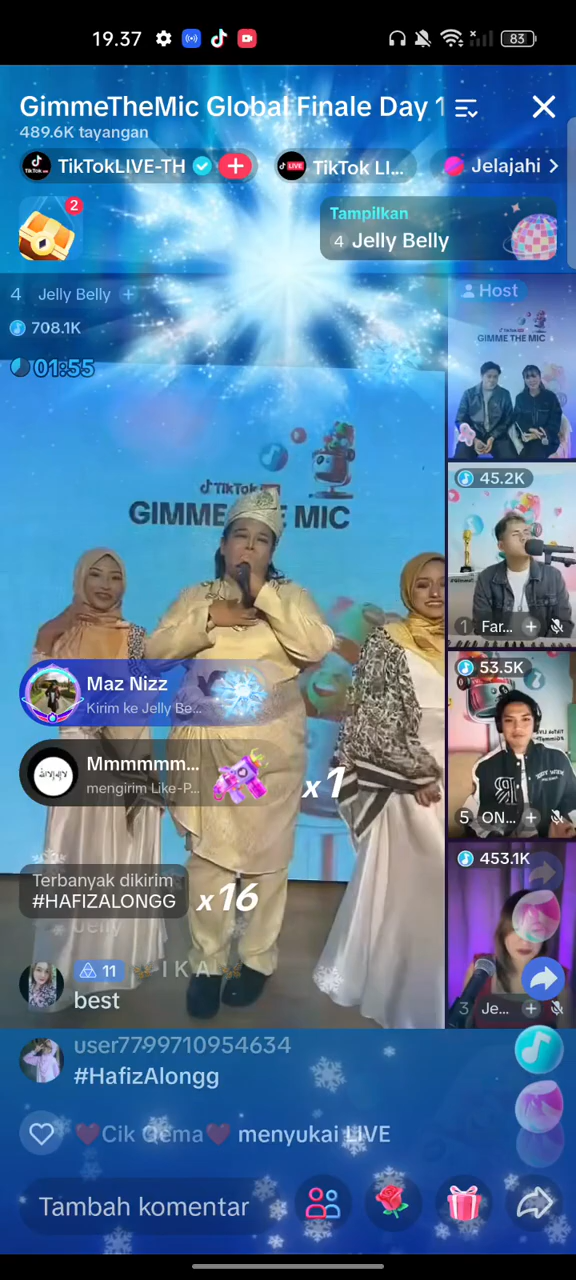 19.37
83
GimmeTheMic Global Finale Day 1
489.6K tayangan
TikTokLIVE-TH
TikTok LI...
Jelajahi
2
Tampilkan
4 Jelly Belly
4 Jelly Belly +
708.1K
01:55
Host
GIMME THE MIC
TikTok
GIMME THE MIC
45.2K
1 Far... +
53.5K
5 ON... +
453.1K
3 Je... +
Maz Nizz
Kirim ke Jelly Be...
Mmmmmm...
mengirim Like-P...
x1
Terbanyak dikirim
#HAFIZALONGG
x16
Jelly
11 I K A
best
user7799710954634
#HafizAlongg
❤️Cik Qema❤️ menyukai LIVE
Tambah komentar